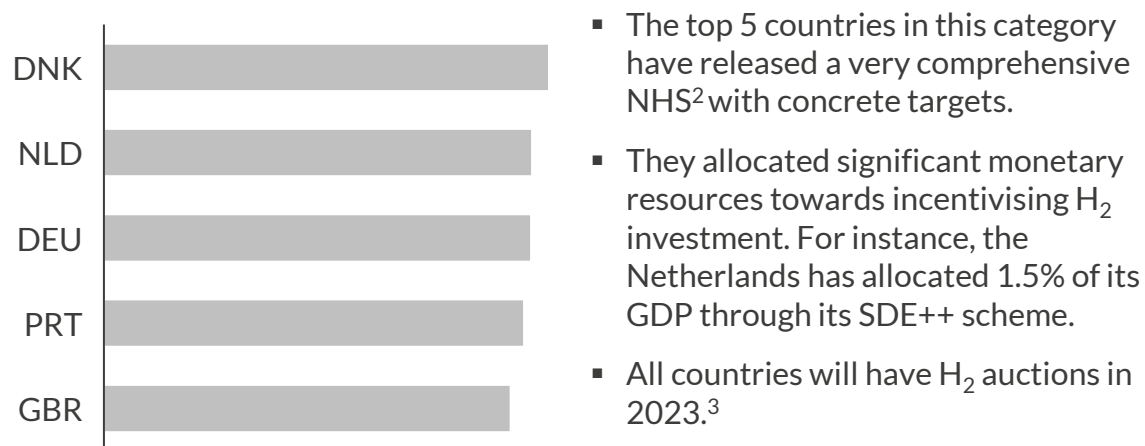 DNK
NLD
DEU
PRT
GBR
▪ The top 5 countries in this category
have released a very comprehensive
NHS² with concrete targets.
▪ They allocated significant monetary
resources towards incentivising H₂
investment. For instance, the
Netherlands has allocated 1.5% of its
GDP through its SDE++ scheme.
▪ All countries will have H₂ auctions in
2023.³